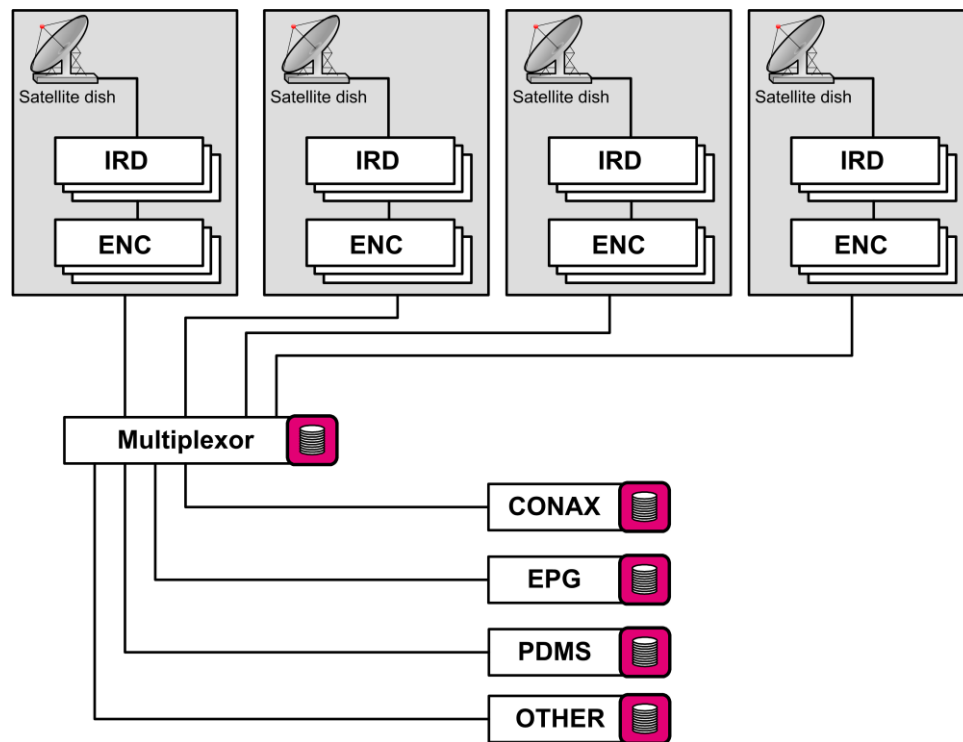 Satellite dish
Satellite dish
Satellite dish
Satellite dish
IRD
IRD
IRD
IRD
ENC
ENC
ENC
ENC
Multiplexor
CONAX
EPG
PDMS
OTHER